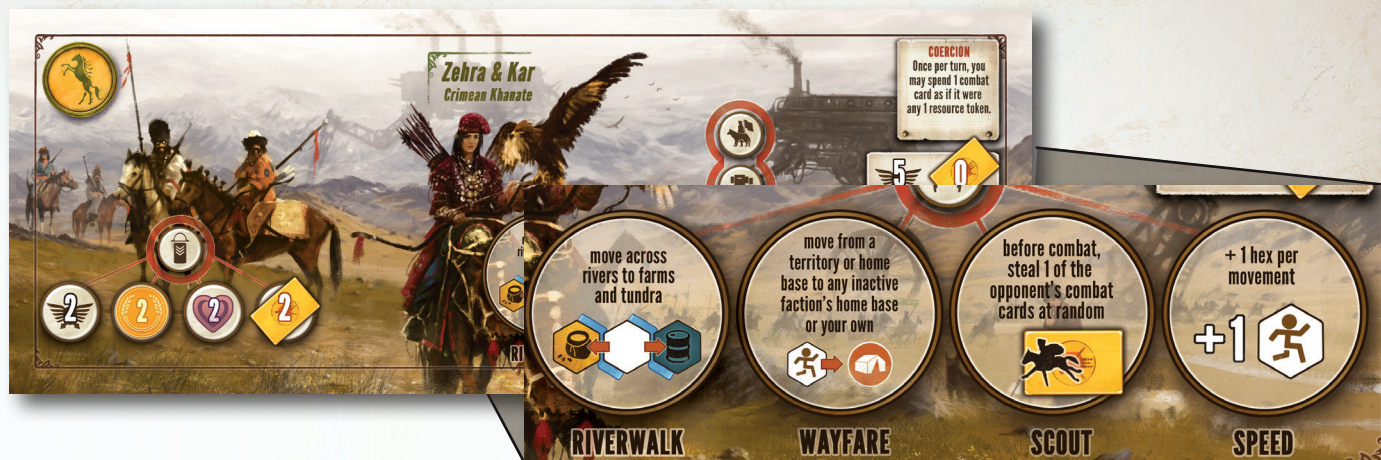 Zehra & Kar
Crimean Khanate
COERCION
Once per turn, you
may spend 1 combat
card as if it were
any 1 resource token.
5 0
2 2 2 2
move across
rivers to farms
and tundra
move from a
territory or home
base to any inactive
faction's home base
or your own
before combat,
steal 1 of the
opponent's combat
cards at random
+ 1 hex per
movement
+1
RIVERWALK
WAYFARE
SCOUT
SPEED